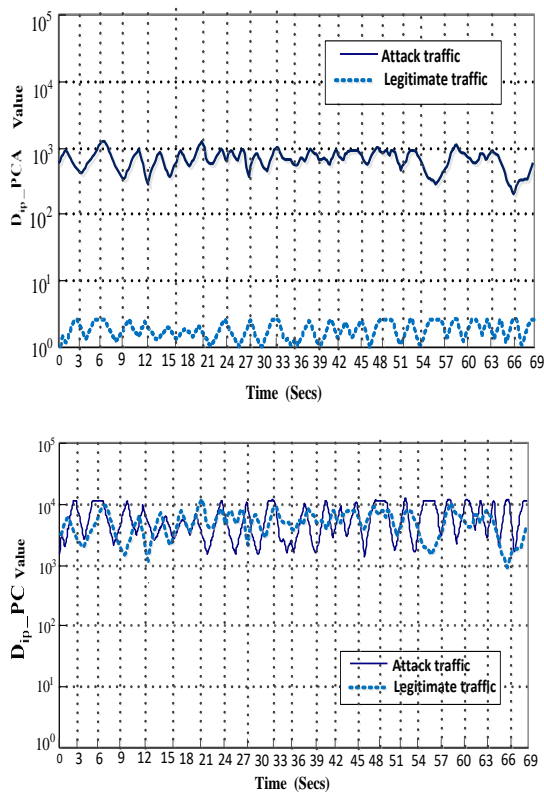 10^5
10^4
10^3
10^2
10^1
10^0
D_ip_PCA Value
Attack traffic
Legitimate traffic
0 3 6 9 12 15 18 21 24 27 30 33 36 39 42 45 48 51 54 57 60 63 66 69
Time (Secs)
10^5
10^4
10^3
10^2
10^1
10^0
D_ip_PC Value
Attack traffic
Legitimate traffic
0 3 6 9 12 15 18 21 24 27 30 33 36 39 42 45 48 51 54 57 60 63 66 69
Time (Secs)